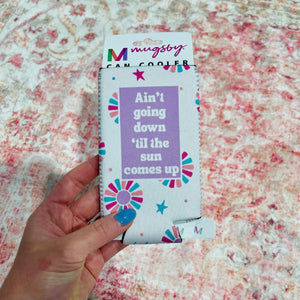 M mugsby.
CAN COOLER
Ain't
going
down
'til the
sun
comes up
M